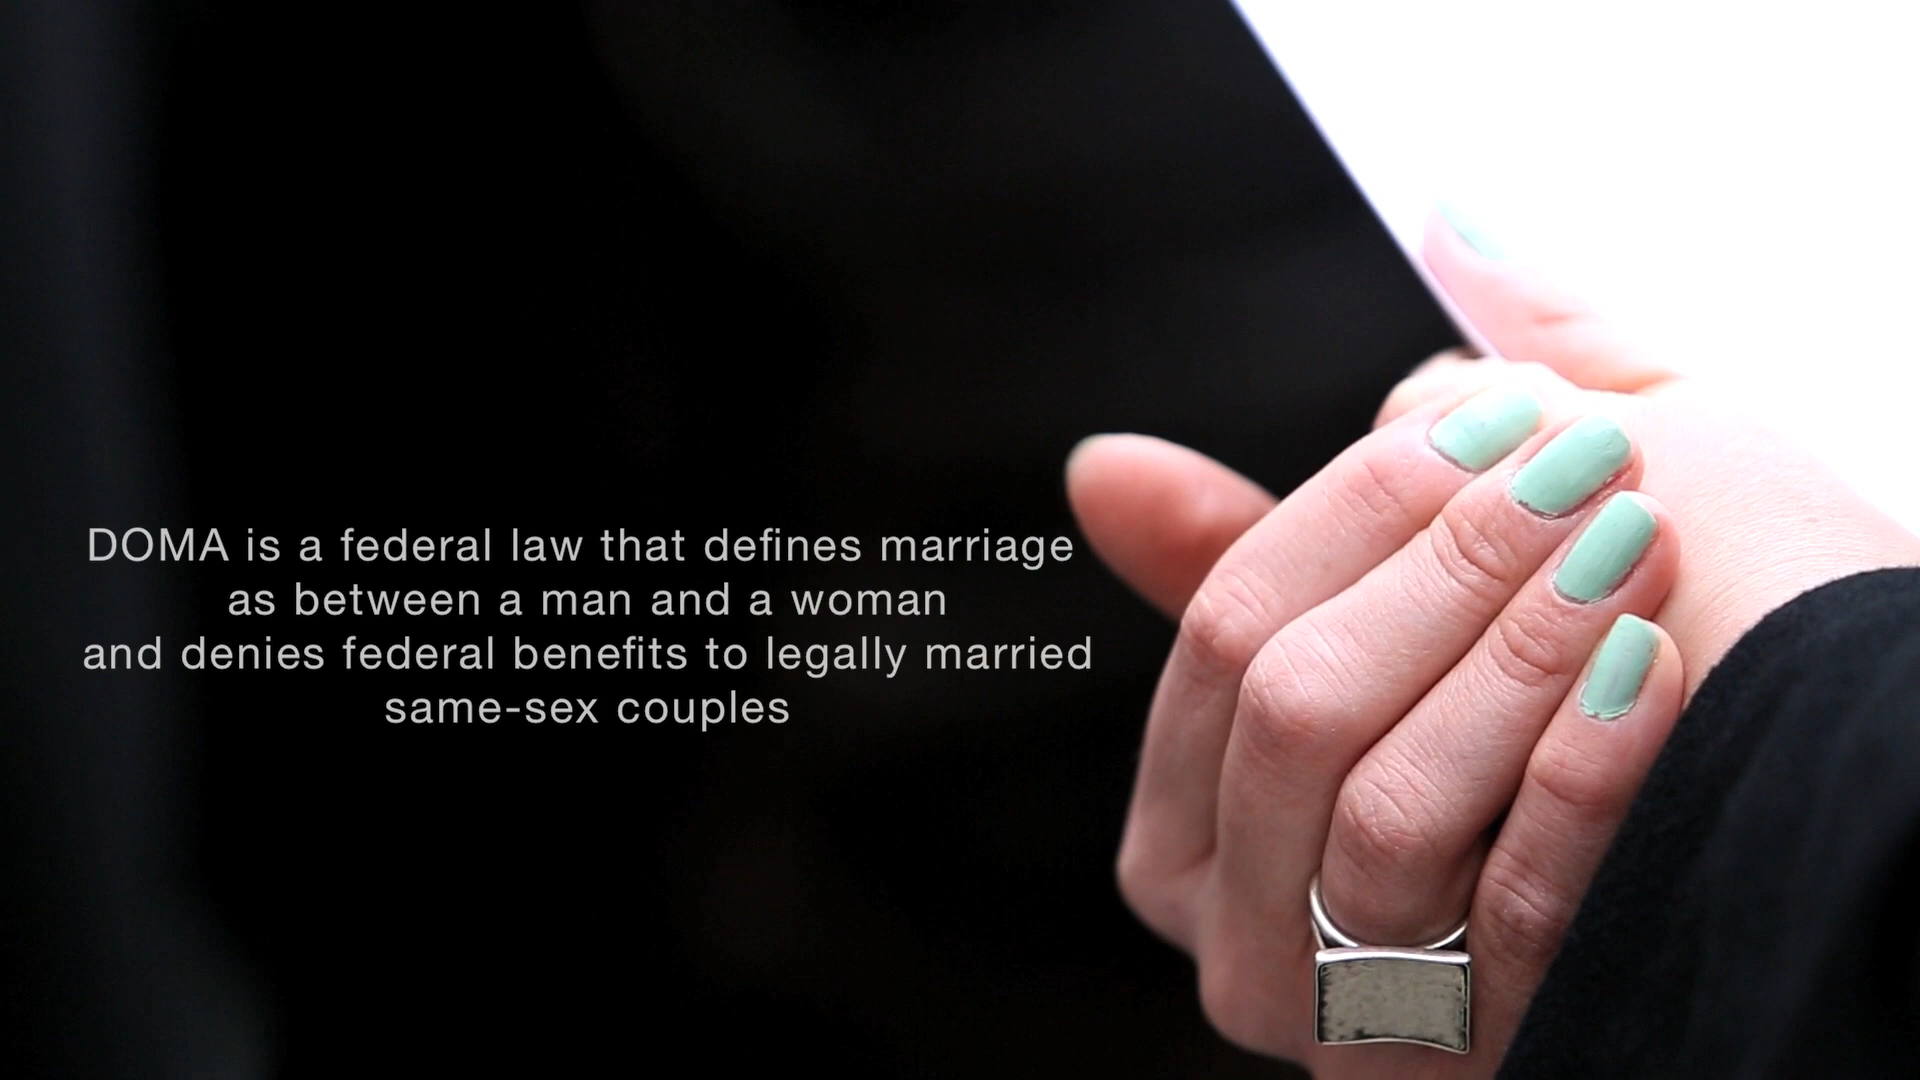 DOMA is a federal law that defines marriage
as between a man and a woman
and denies federal benefits to legally married
same-sex couples